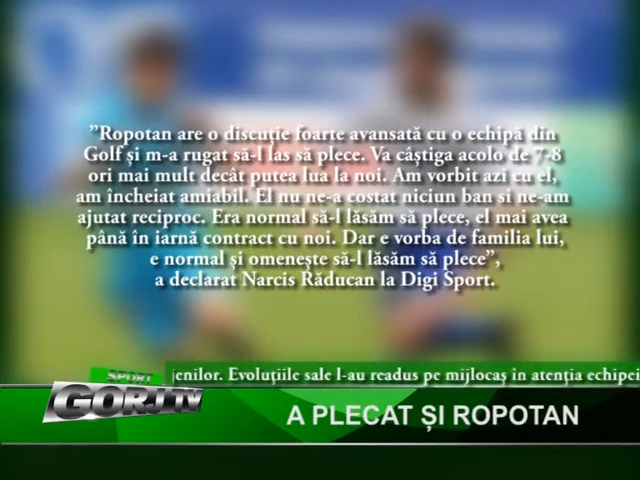 ”Ropotan are o discuție foarte avansată cu o echipă din
Golf și m-a rugat să-l las să plece. Va câștiga acolo de 7-8
ori mai mult decât putea lua la noi. Am vorbit azi cu el,
am încheiat amiabil. El nu ne-a costat niciun ban si ne-am
ajutat reciproc. Era normal să-l lăsăm să plece, el mai avea
până în iarnă contract cu noi. Dar e vorba de familia lui,
e normal și omenește să-l lăsăm să plece”,
a declarat Narcis Răducan la Digi Sport.
SPORT
jenilor. Evoluțiile sale l-au readus pe mijlocaș în atenția echipei
GORJ TV
A PLECAT ȘI ROPOTAN